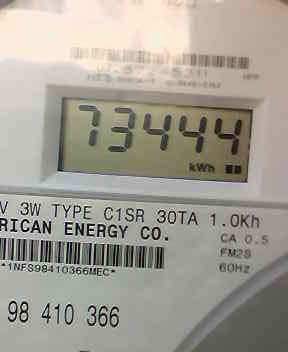 73444
kWh
V 3W TYPE C1SR 30TA 1.0Kh
RICAN ENERGY CO.
CA 0.5
FM2S
60Hz
*1NFS98410366MEC*
98 410 366